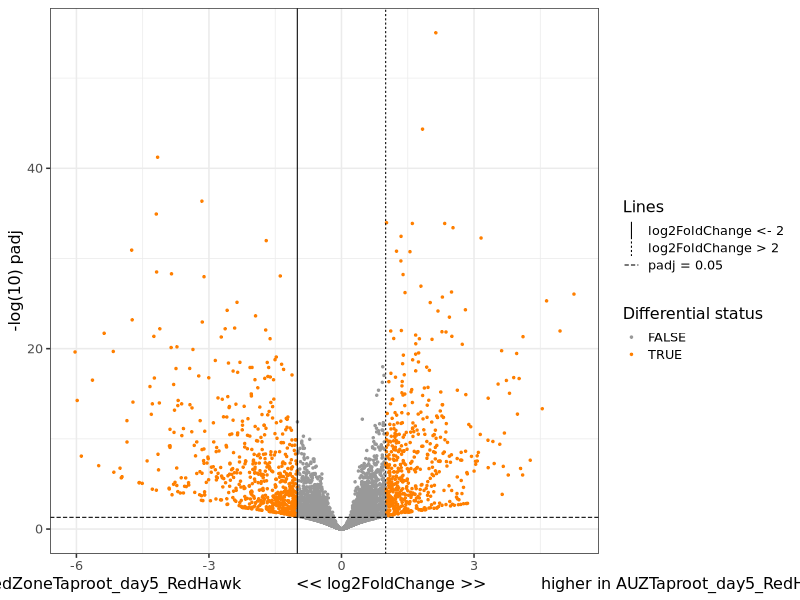 40
20
0
-log(10) padj
-6
-3
0
3
edZoneTaproot_day5_RedHawk << log2FoldChange >> higher in AUZTaproot_day5_RedH
Lines
log2FoldChange <- 2
log2FoldChange > 2
padj = 0.05
Differential status
FALSE
TRUE